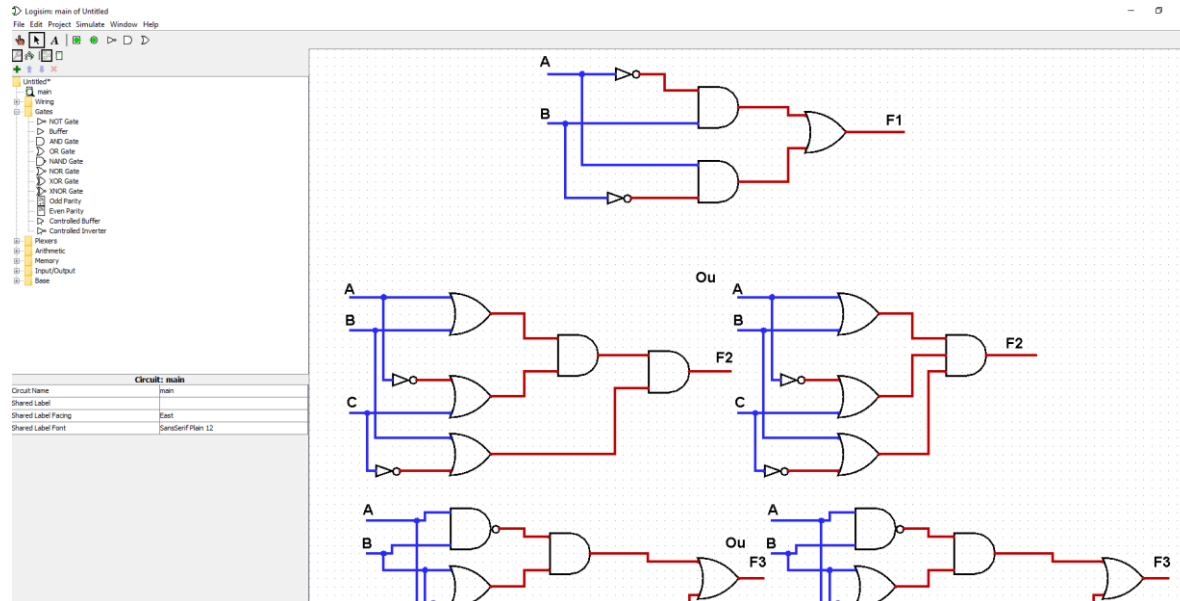 Logisim: main of Untitled
File Edit Project Simulate Window Help
A
Untitled*
main
Wiring
Gates
NOT Gate
Buffer
AND Gate
OR Gate
NAND Gate
NOR Gate
XOR Gate
XNOR Gate
Odd Parity
Even Parity
Controlled Buffer
Controlled Inverter
Plexers
Arithmetic
Memory
Input/Output
Base
Circuit: main
Circuit Name main
Shared Label
Shared Label Facing East
Shared Label Font SansSerif Plain 12
A
B
F1
A
B
C
F2
Ou
A
B
C
F2
A
B
F3
Ou
A
B
F3